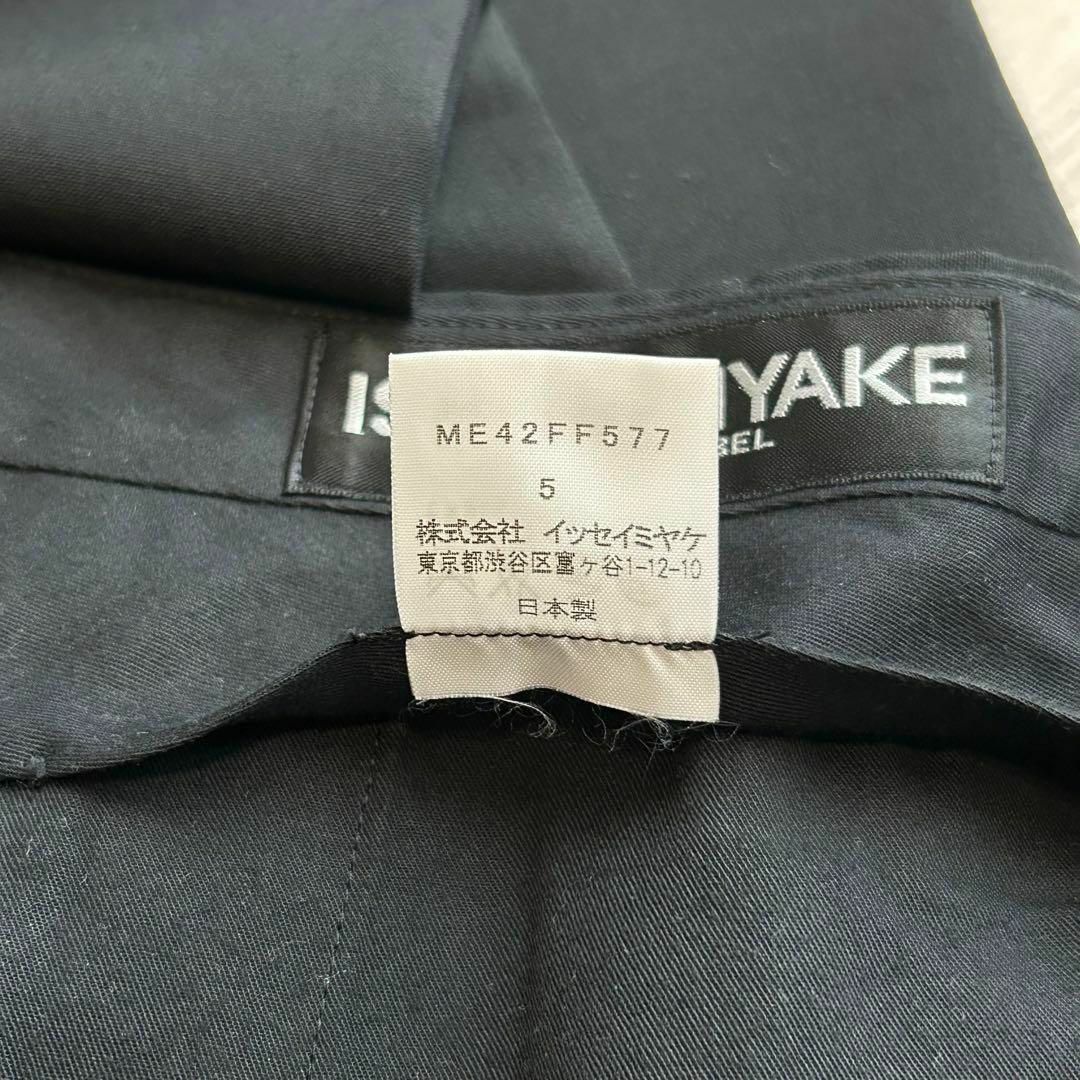 IS IYAKE
BEL
ME42FF577
5
株式会社 イッセイミヤケ
東京都渋谷区富ヶ谷1-12-10
日本製